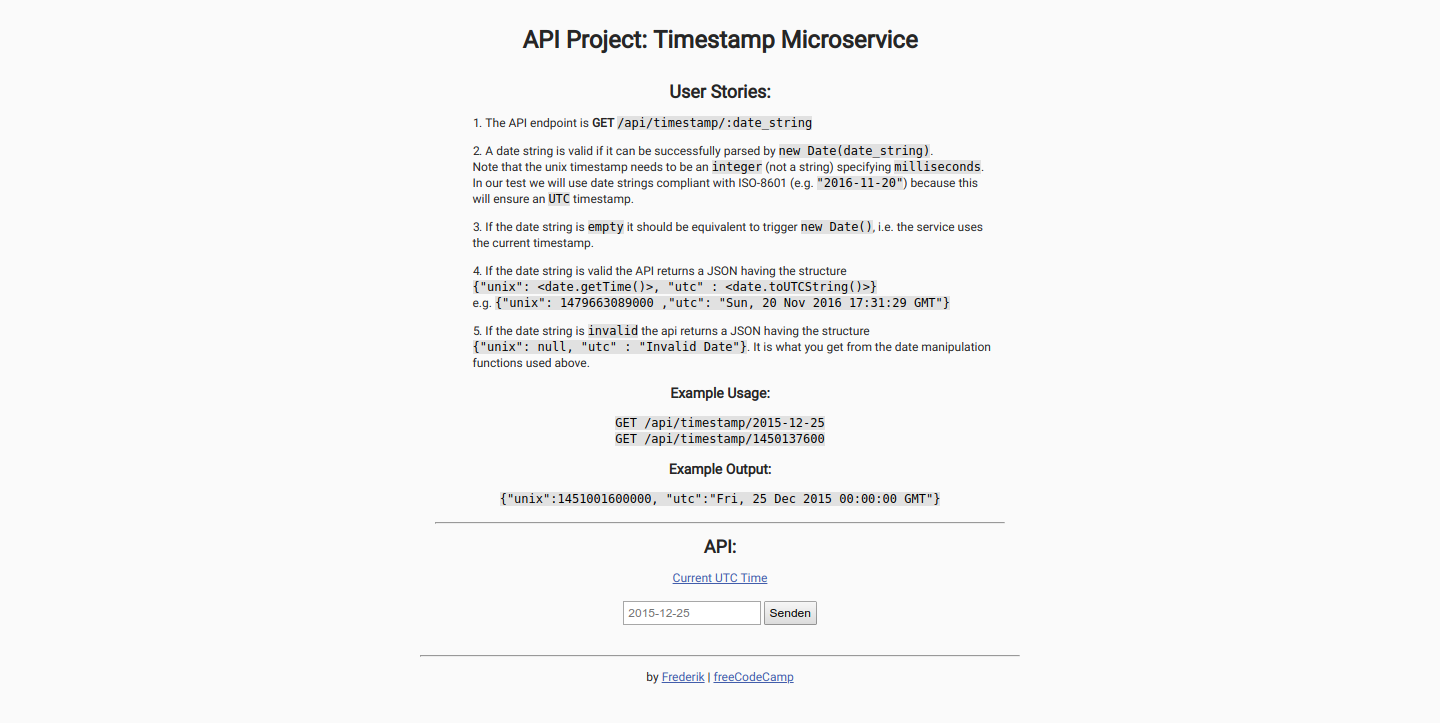 API Project: Timestamp Microservice
User Stories:
1. The API endpoint is GET /api/timestamp/:date_string
2. A date string is valid if it can be successfully parsed by new Date(date_string).
Note that the unix timestamp needs to be an integer (not a string) specifying milliseconds.
In our test we will use date strings compliant with ISO-8601 (e.g. "2016-11-20") because this
will ensure an UTC timestamp.
3. If the date string is empty it should be equivalent to trigger new Date(), i.e. the service uses
the current timestamp.
4. If the date string is valid the API returns a JSON having the structure
{"unix": <date.getTime()>, "utc" : <date.toUTCString()>}
e.g. {"unix": 1479663089000 ,"utc": "Sun, 20 Nov 2016 17:31:29 GMT"}
5. If the date string is invalid the api returns a JSON having the structure
{"unix": null, "utc" : "Invalid Date"}. It is what you get from the date manipulation
functions used above.
Example Usage:
GET /api/timestamp/2015-12-25
GET /api/timestamp/1450137600
Example Output:
{"unix":1451001600000, "utc":"Fri, 25 Dec 2015 00:00:00 GMT"}
API:
Current UTC Time
2015-12-25 Senden
by Frederik | freeCodeCamp